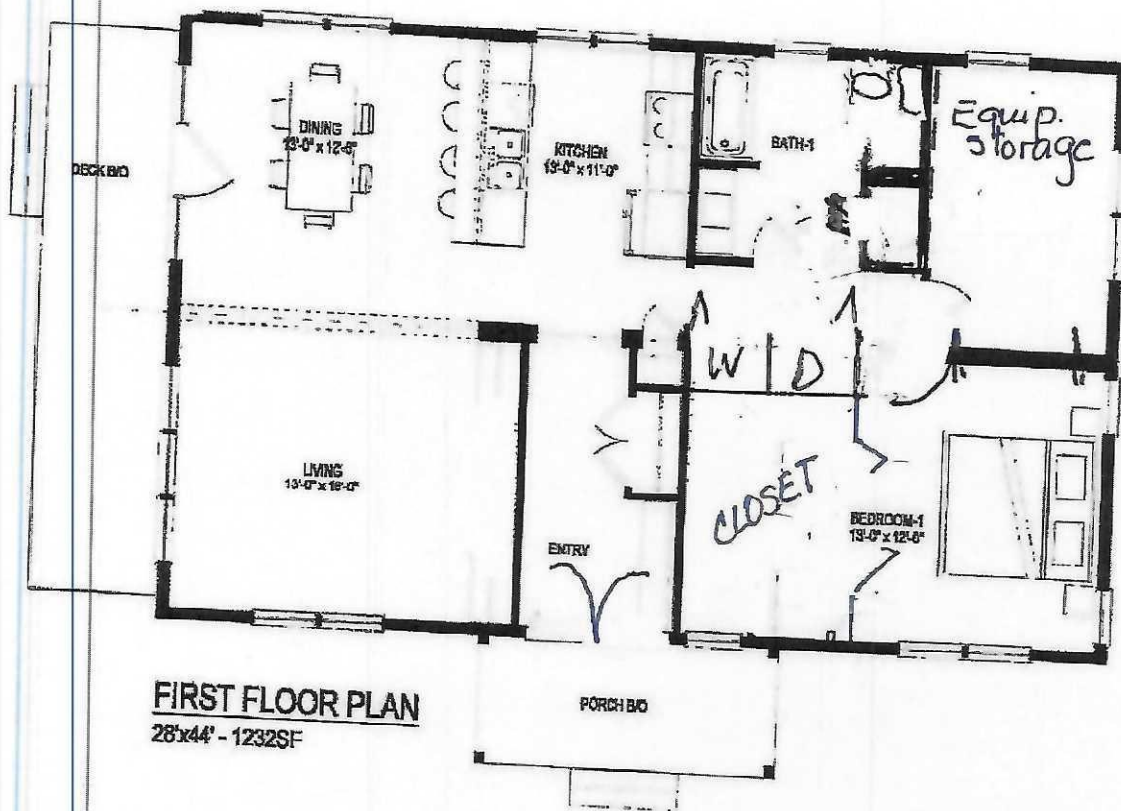 DINING
13'-0" x 12'-6"
DECK B/O
KITCHEN
13'-0" x 11'-0"
BATH-1
Equip.
Storage
W D
LIVING
13'-0" x 16'-0"
CLOSET
BEDROOM-1
13'-0" x 12'-6"
ENTRY
FIRST FLOOR PLAN
28'x44' - 1232SF
PORCH B/O